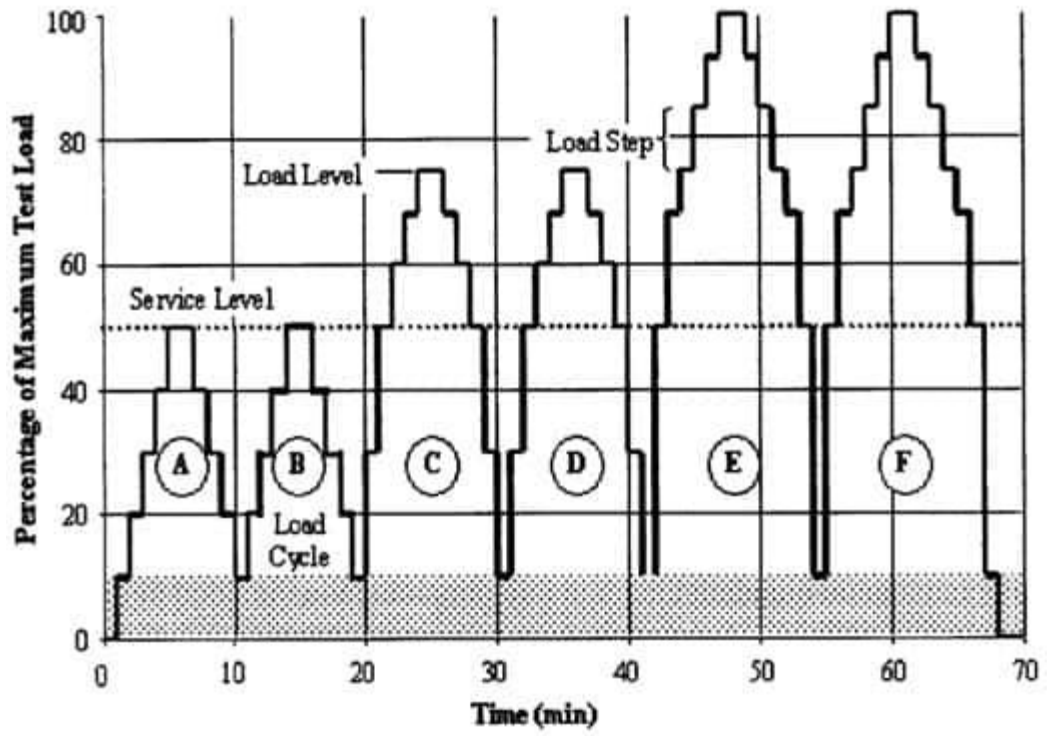 100
80
60
40
20
0
Percentage of Maximum Test Load
Load Step
Load Level
Service Level
A
B
C
D
E
F
Load
Cycle
0
10
20
30
40
50
60
70
Time (min)